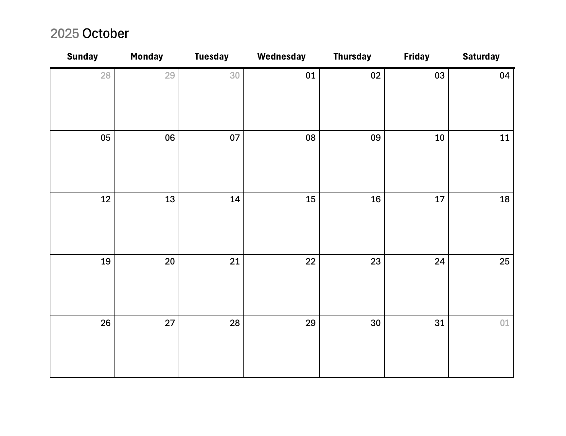 2025 October
Sunday Monday Tuesday Wednesday Thursday Friday Saturday
28 29 30 01 02 03 04
05 06 07 08 09 10 11
12 13 14 15 16 17 18
19 20 21 22 23 24 25
26 27 28 29 30 31 01